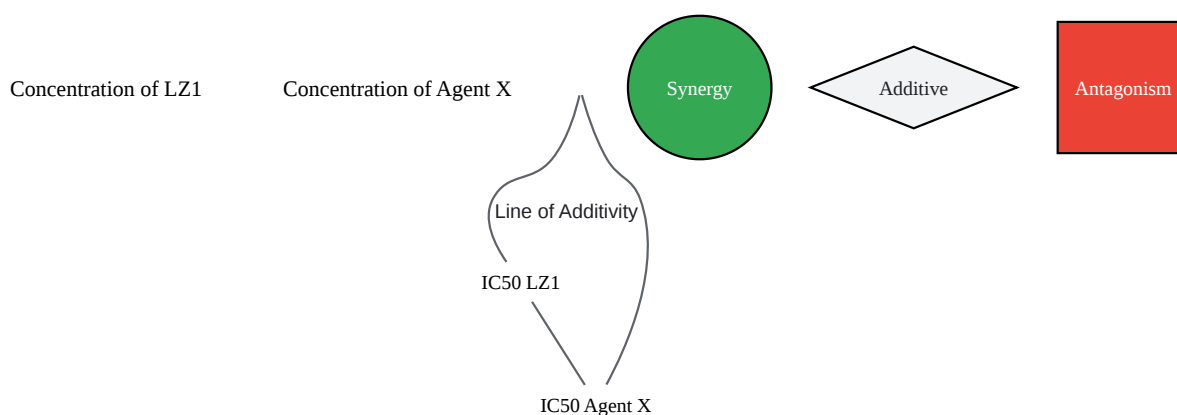 Concentration of LZ1
Concentration of Agent X
Synergy
Additive
Antagonism
Line of Additivity
IC50 LZ1
IC50 Agent X